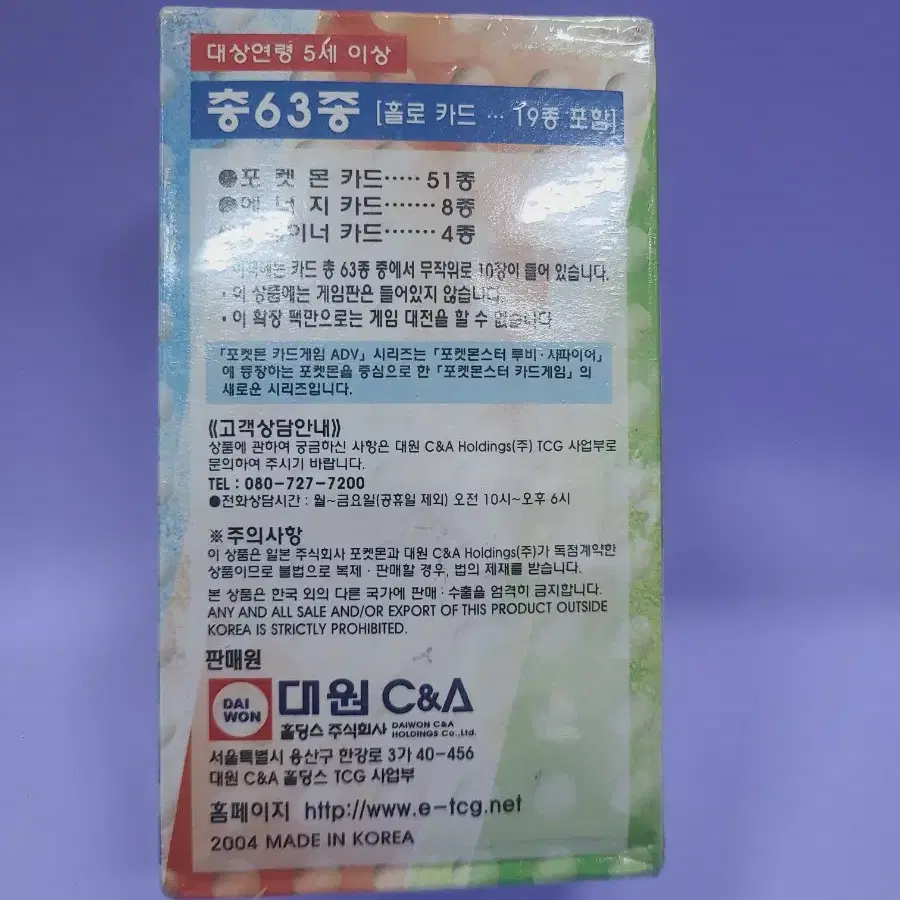 대상연령 5세 이상
총63종 [홀로 카드 … 19종 포함]
●포 켓 몬 카드····· 51종
●에 너 지 카드······· 8종
이너 카드······· 4종
카드 총 63종 중에서 무작위로 10장이 들어 있습니다.
• 이 상품에는 게임판은 들어있지 않습니다.
• 이 확장 팩만으로는 게임 대전을 할 수 없습니다
「포켓몬 카드게임 ADV」 시리즈는 「포켓몬스터 루비·사파이어」
에 등장하는 포켓몬을 중심으로 한 「포켓몬스터 카드게임」의
새로운 시리즈입니다.
《고객상담안내》
상품에 관하여 궁금하신 사항은 대원 C&A Holdings(주) TCG 사업부로
문의하여 주시기 바랍니다.
TEL : 080-727-7200
●전화상담시간 : 월~금요일(공휴일 제외) 오전 10시~오후 6시
※주의사항
이 상품은 일본 주식회사 포켓몬과 대원 C&A Holdings(주)가 독점계약한
상품이므로 불법으로 복제·판매할 경우, 법의 제재를 받습니다.
본 상품은 한국 외의 다른 국가에 판매·수출을 엄격히 금지합니다.
ANY AND ALL SALE AND/OR EXPORT OF THIS PRODUCT OUTSIDE
KOREA IS STRICTLY PROHIBITED.
판매원
DAI
WON
대원 C&A
홀딩스 주식회사
DAIWON C&A
HOLDINGS Co.,Ltd.
서울특별시 용산구 한강로 3가 40-456
대원 C&A 홀딩스 TCG 사업부
홈페이지 http://www.e-tcg.net
2004 MADE IN KOREA